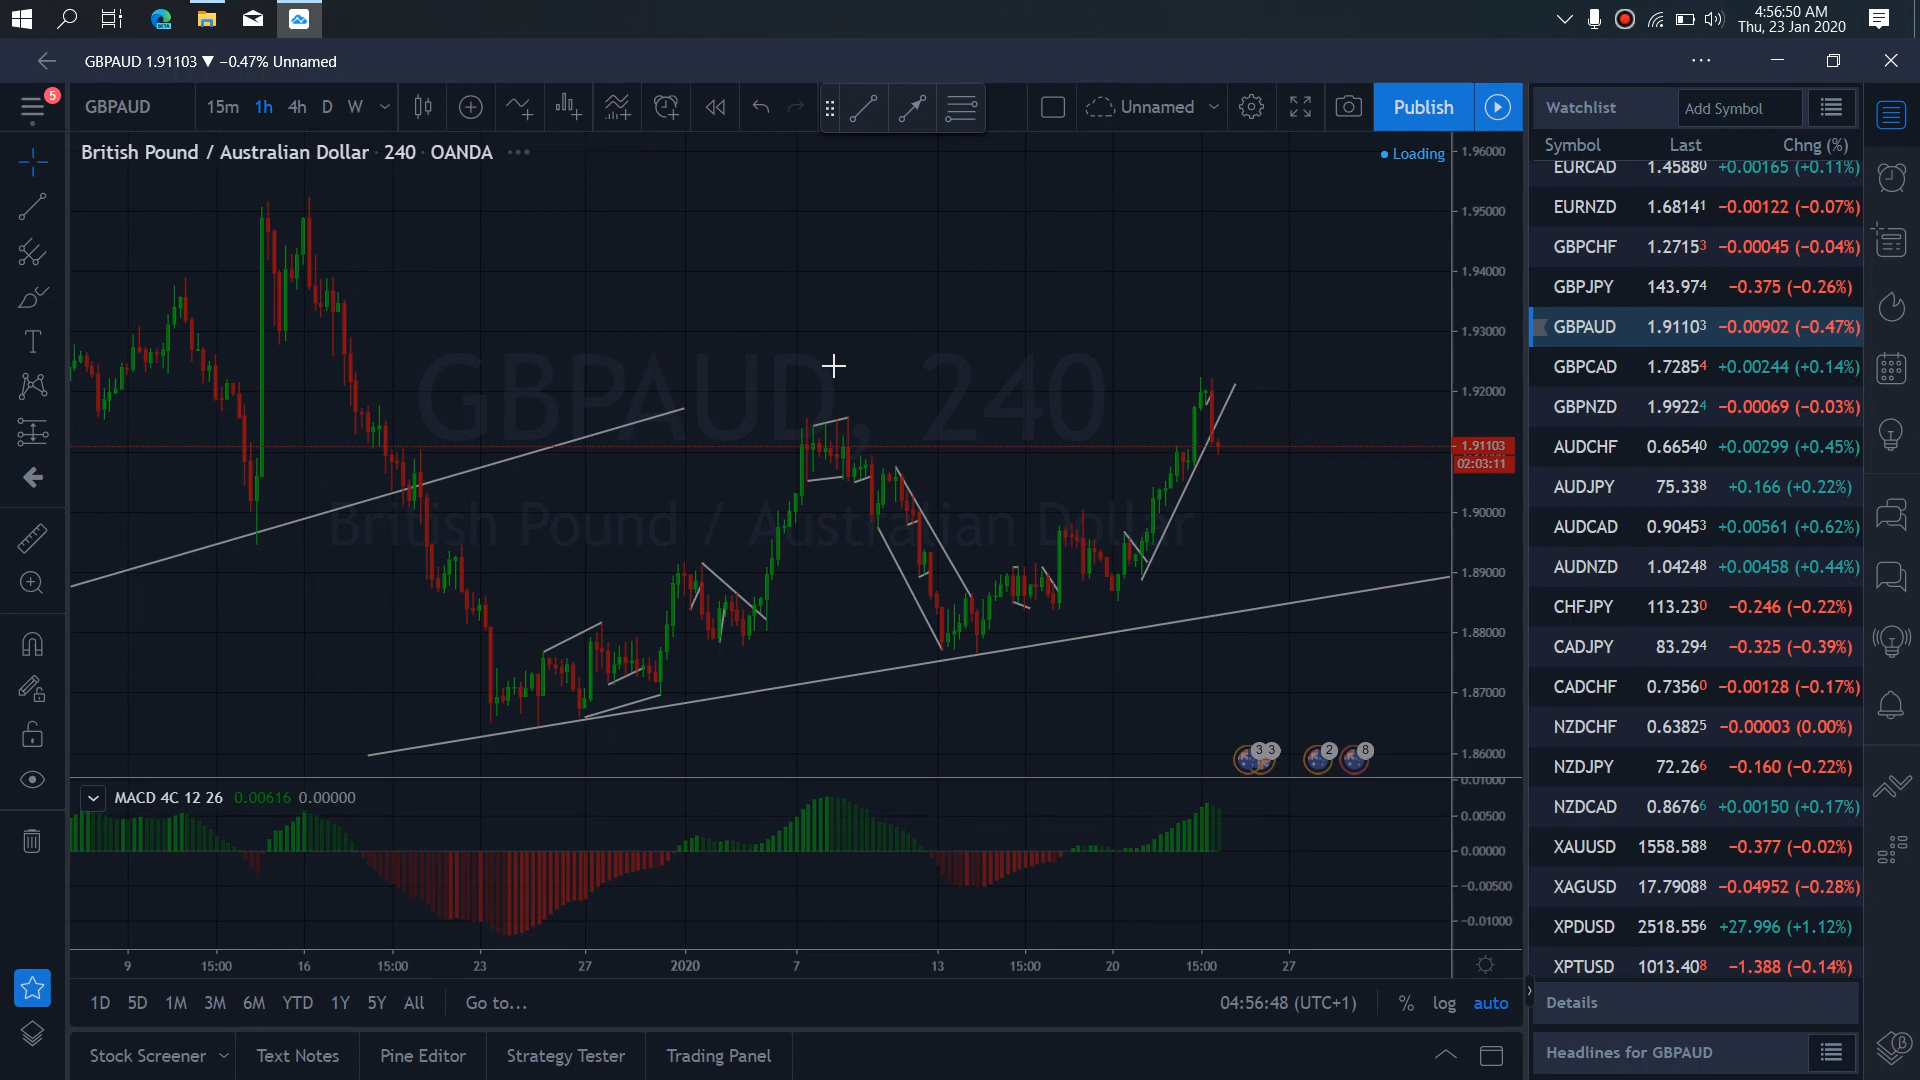 4:56:50 AM
Thu, 23 Jan 2020
GBPAUD 1.91103 ▼ −0.47% Unnamed
5
GBPAUD 15m 1h 4h D W Unnamed Publish
British Pound / Australian Dollar · 240 · OANDA
Loading
GBPAUD, 240
British Pound / Australian Dollar
1.96000
1.95000
1.94000
1.93000
1.92000
1.91103
02:03:11
1.90000
1.89000
1.88000
1.87000
1.86000
3 3 2 8
MACD 4C 12 26 0.00616 0.00000
0.01000
0.00500
0.00000
−0.00500
−0.01000
9 15:00 16 15:00 23 27 2020 7 13 15:00 20 15:00 27
1D 5D 1M 3M 6M YTD 1Y 5Y All Go to... 04:56:48 (UTC+1) % log auto
Stock Screener Text Notes Pine Editor Strategy Tester Trading Panel
Watchlist Add Symbol
Symbol Last Chng (%)
EURCAD 1.45880 +0.00165 (+0.11%)
EURNZD 1.68141 −0.00122 (−0.07%)
GBPCHF 1.27153 −0.00045 (−0.04%)
GBPJPY 143.974 −0.375 (−0.26%)
GBPAUD 1.91103 −0.00902 (−0.47%)
GBPCAD 1.72854 +0.00244 (+0.14%)
GBPNZD 1.99224 −0.00069 (−0.03%)
AUDCHF 0.66540 +0.00299 (+0.45%)
AUDJPY 75.338 +0.166 (+0.22%)
AUDCAD 0.90453 +0.00561 (+0.62%)
AUDNZD 1.04248 +0.00458 (+0.44%)
CHFJPY 113.230 −0.246 (−0.22%)
CADJPY 83.294 −0.325 (−0.39%)
CADCHF 0.73560 −0.00128 (−0.17%)
NZDCHF 0.63825 −0.00003 (0.00%)
NZDJPY 72.266 −0.160 (−0.22%)
NZDCAD 0.86766 +0.00150 (+0.17%)
XAUUSD 1558.588 −0.377 (−0.02%)
XAGUSD 17.79088 −0.04952 (−0.28%)
XPDUSD 2518.556 +27.996 (+1.12%)
XPTUSD 1013.408 −1.388 (−0.14%)
Details
Headlines for GBPAUD